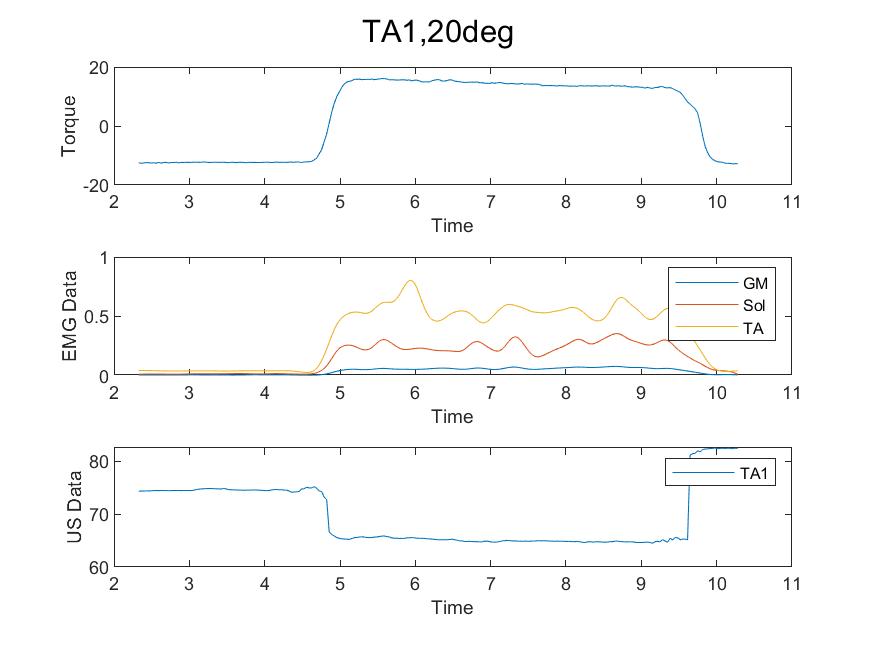 TA1,20deg
20
0
-20
Torque
2 3 4 5 6 7 8 9 10 11
Time
1
0.5
0
EMG Data
GM
Sol
TA
2 3 4 5 6 7 8 9 10 11
Time
80
70
60
US Data
TA1
2 3 4 5 6 7 8 9 10 11
Time